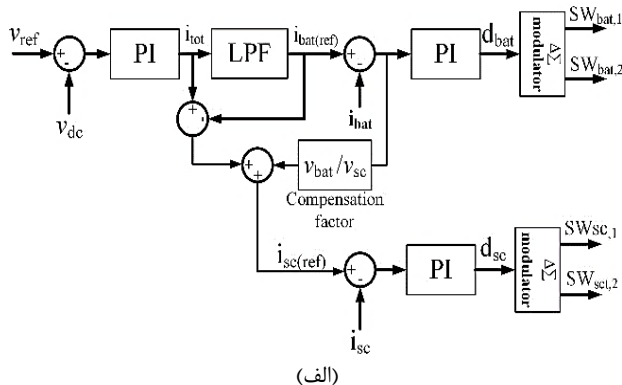 v_ref
+
-
v_dc
PI
i_tot
LPF
i_bat(ref)
+
-
i_bat
PI
d_bat
ΔΣ
modulator
SW_bat,1
SW_bat,2
+
-
+
+
v_bat/v_sc
Compensation
factor
i_sc(ref)
+
-
i_sc
PI
d_sc
ΔΣ
modulator
SWsc,1
SW_sct,2
(الف)